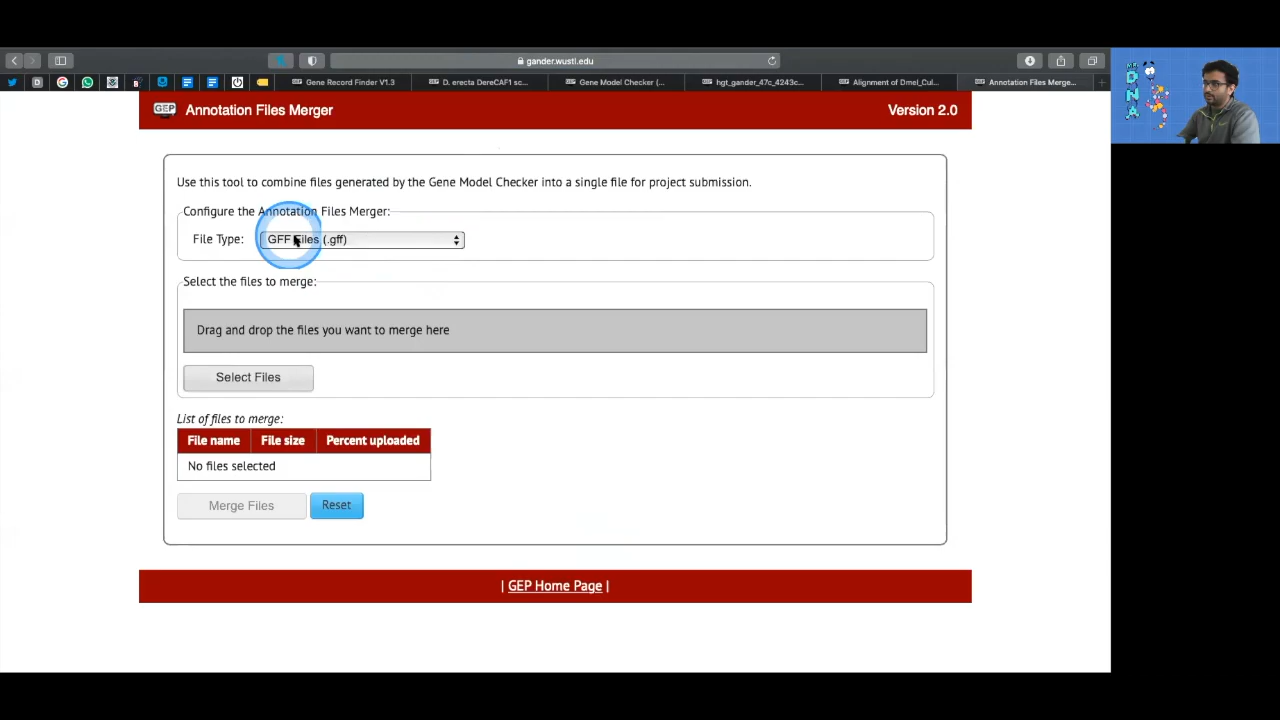 gander.wustl.edu
Gene Record Finder V1.3
D. erecta DereCAF1 sc...
Gene Model Checker (...
hgt_gander_47c_4243c...
Alignment of Dmel_Cul...
Annotation Files Merge...
GEP
Annotation Files Merger
Version 2.0
Use this tool to combine files generated by the Gene Model Checker into a single file for project submission.
Configure the Annotation Files Merger:
File Type:
GFF Files (.gff)
Select the files to merge:
Drag and drop the files you want to merge here
Select Files
List of files to merge:
File name File size Percent uploaded
No files selected
Merge Files
Reset
| GEP Home Page |
DNA